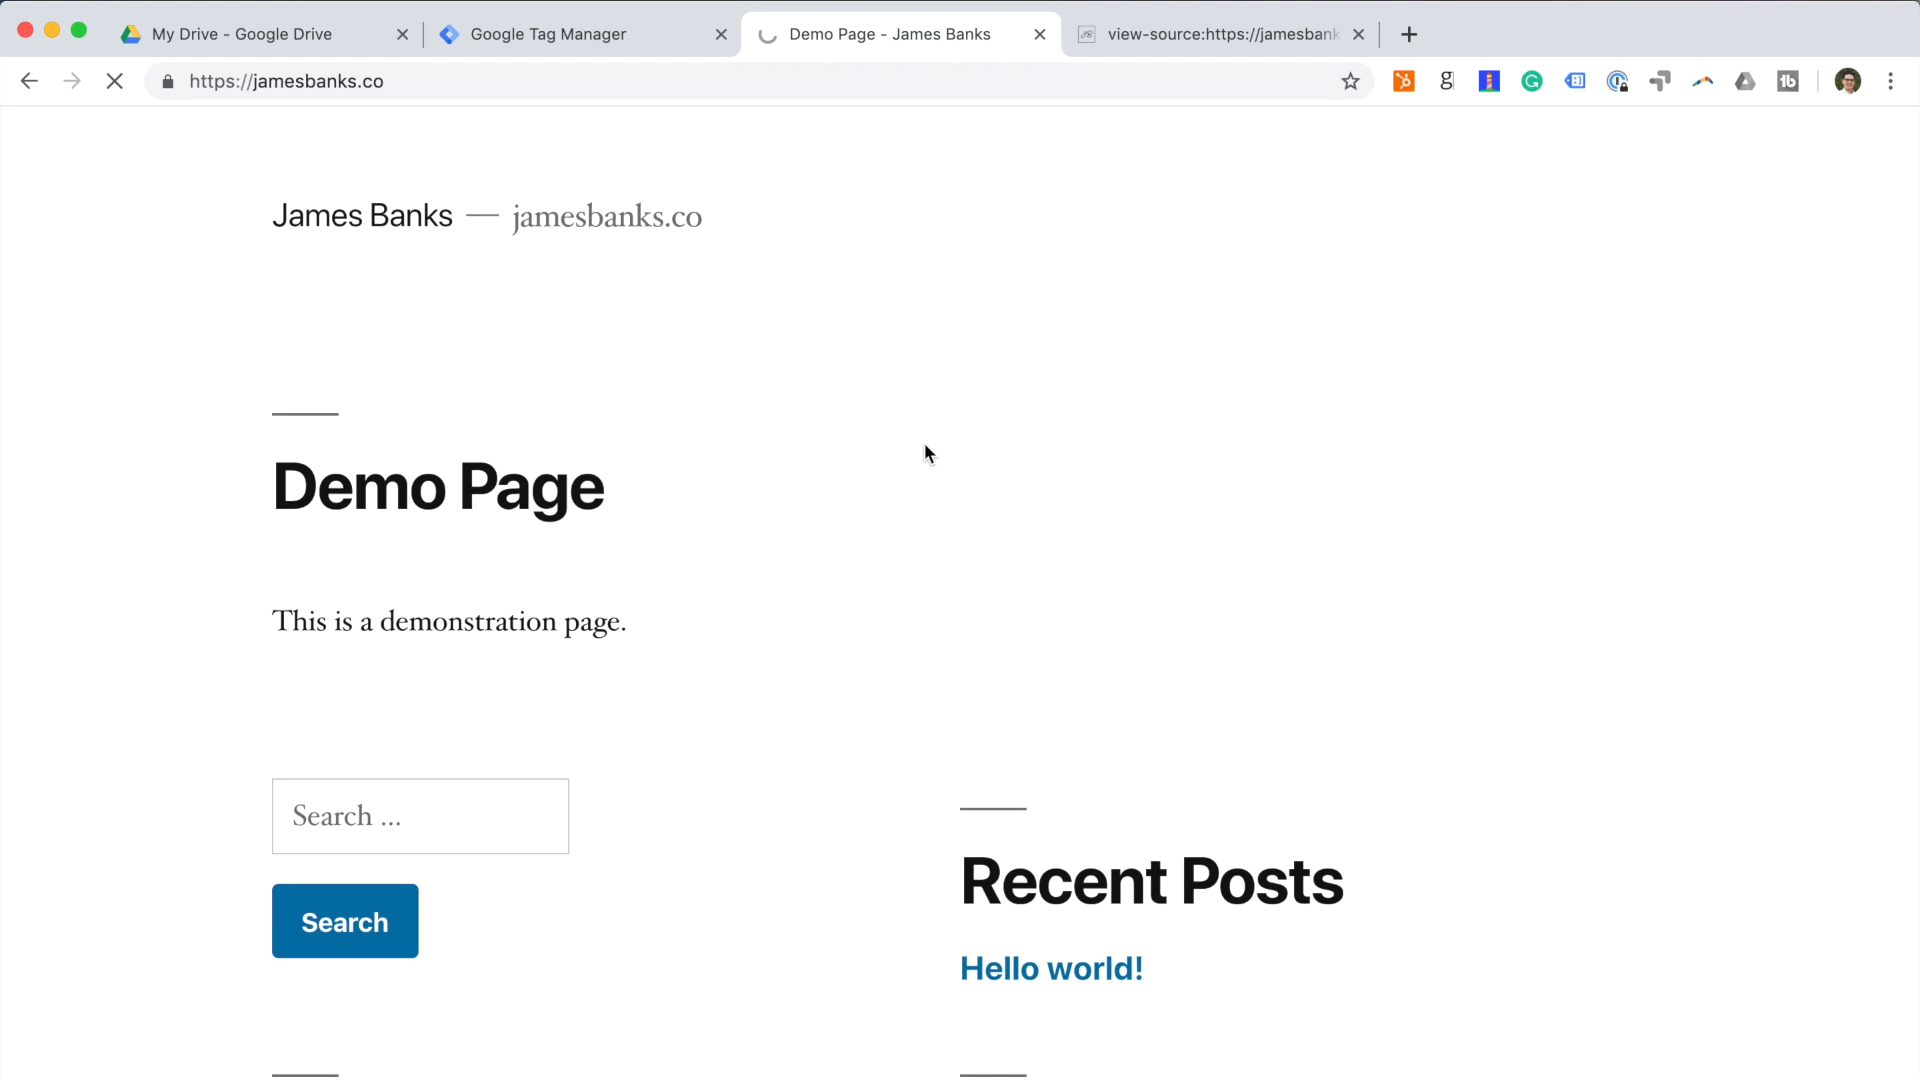 My Drive - Google Drive
Google Tag Manager
Demo Page - James Banks
view-source:https://jamesbank
https://jamesbanks.co
James Banks — jamesbanks.co
Demo Page
This is a demonstration page.
Search ...
Search
Recent Posts
Hello world!